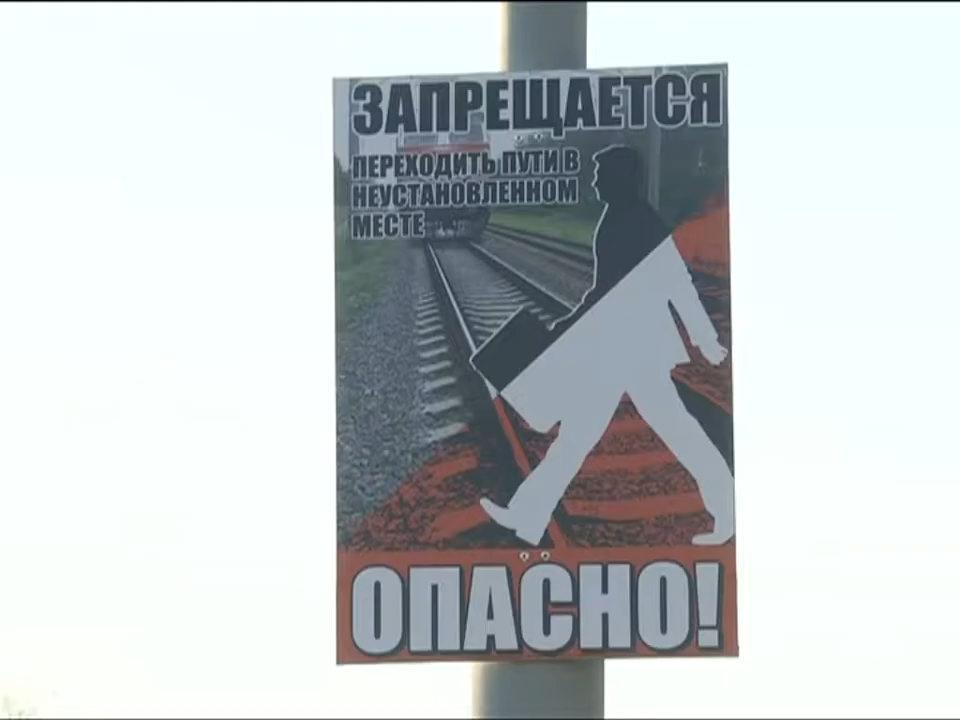 ЗАПРЕЩАЕТСЯ
ПЕРЕХОДИТЬ ПУТИ В
НЕУСТАНОВЛЕННОМ
МЕСТЕ
ОПАСНО!